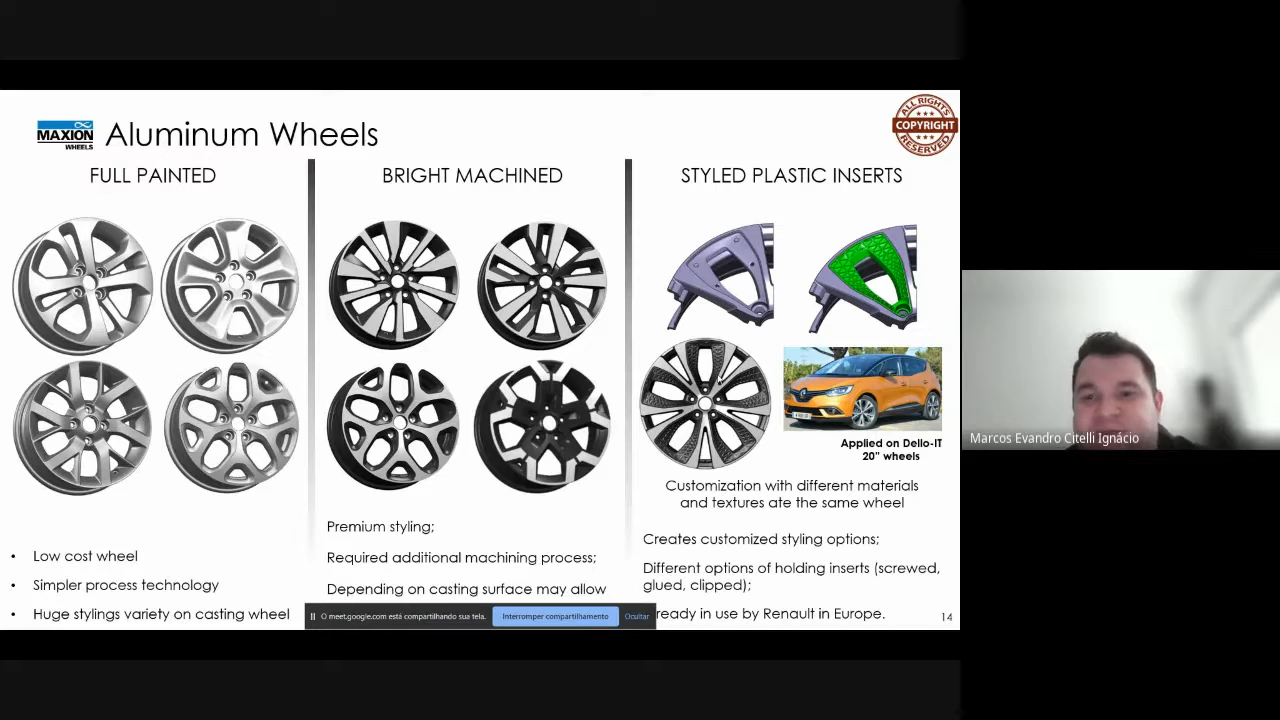 MAXION
WHEELS
Aluminum Wheels
ALL RIGHTS
COPYRIGHT
RESERVED
FULL PAINTED
BRIGHT MACHINED
STYLED PLASTIC INSERTS
Applied on Dello-IT
20" wheels
Customization with different materials
and textures ate the same wheel
• Low cost wheel
• Simpler process technology
• Huge stylings variety on casting wheel
Premium styling;
Required additional machining process;
Depending on casting surface may allow
Creates customized styling options;
Different options of holding inserts (screwed,
glued, clipped);
ready in use by Renault in Europe.
O meet.google.com está compartilhando sua tela.
Interromper compartilhamento
Ocultar
14
Marcos Evandro Citelli Ignácio